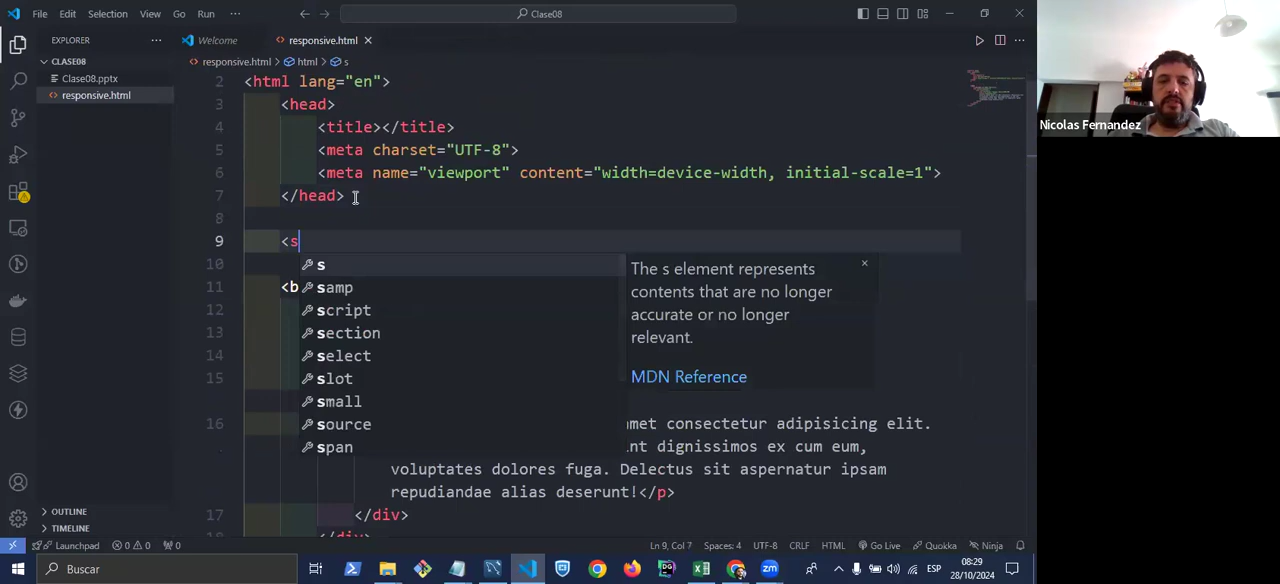 File Edit Selection View Go Run ··· Clase08
EXPLORER ··· Welcome responsive.html
CLASE08
Clase08.pptx
responsive.html
responsive.html > html > s
2 <html lang="en">
3 <head>
4 <title></title>
5 <meta charset="UTF-8">
6 <meta name="viewport" content="width=device-width, initial-scale=1">
7 </head>
8
9 <s
10 s
11 <b samp
12 script
13 section
14 select
15 slot
small
16 source
span
The s element represents
contents that are no longer
accurate or no longer
relevant.
MDN Reference
amet consectetur adipisicing elit.
nt dignissimos ex cum eum,
voluptates dolores fuga. Delectus sit aspernatur ipsam
repudiandae alias deserunt!</p>
17 </div>
18 </div>
OUTLINE
TIMELINE
Launchpad 0 0 0 Ln 9, Col 7 Spaces: 4 UTF-8 CRLF HTML Go Live Quokka Ninja
Buscar ESP 08:29
28/10/2024
Nicolas Fernandez